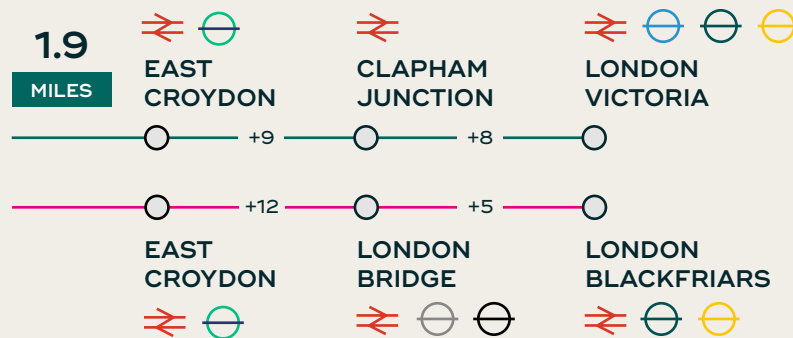 1.9
MILES
EAST
CROYDON
CLAPHAM
JUNCTION
LONDON
VICTORIA
+9
+8
+12
+5
EAST
CROYDON
LONDON
BRIDGE
LONDON
BLACKFRIARS